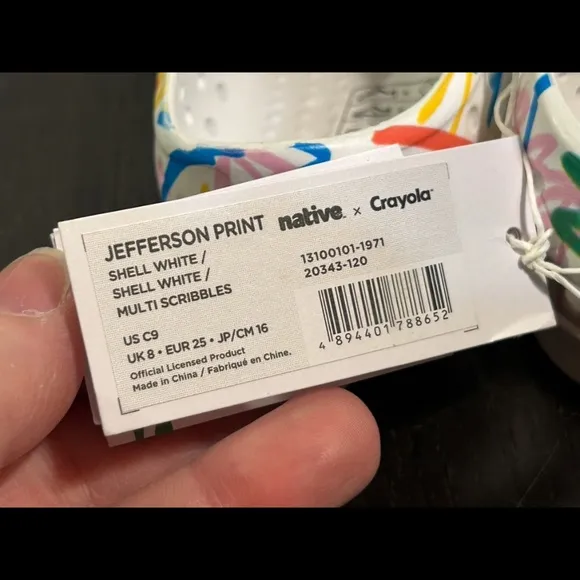 JEFFERSON PRINT native x Crayola
SHELL WHITE /
SHELL WHITE /
MULTI SCRIBBLES
13100101-1971
20343-120
US C9
UK 8 • EUR 25 • JP/CM 16
Official Licensed Product
Made in China / Fabriqué en Chine.
4 894401 788652